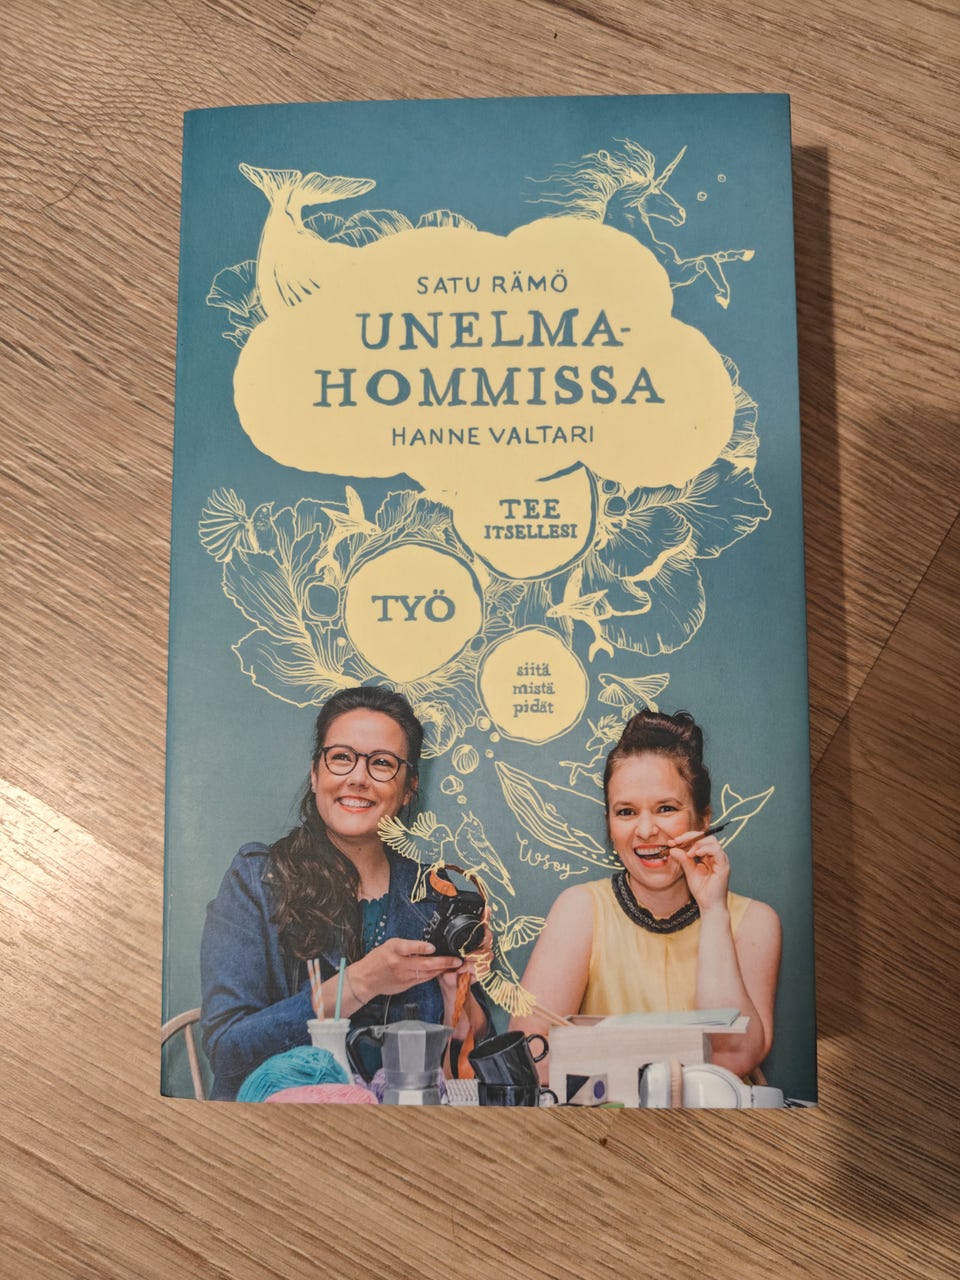 SATU RÄMÖ
UNELMA-
HOMMISSA
HANNE VALTARI
TEE
ITSELLESI
TYÖ
siitä
mistä
pidät
Wsoy